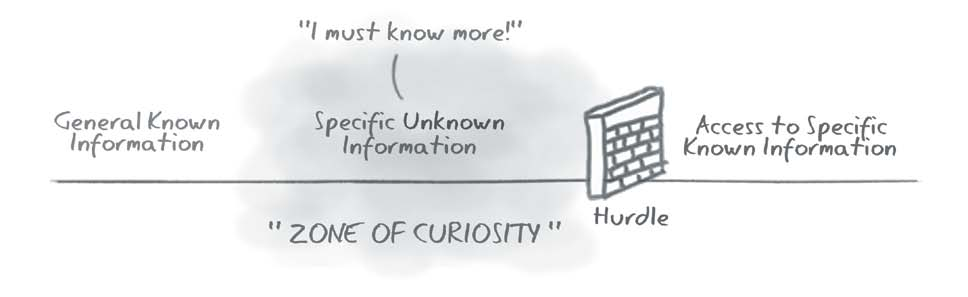 "I must know more!"
General Known
Information
Specific Unknown
Information
Access to Specific
Known Information
Hurdle
" ZONE OF CURIOSITY "